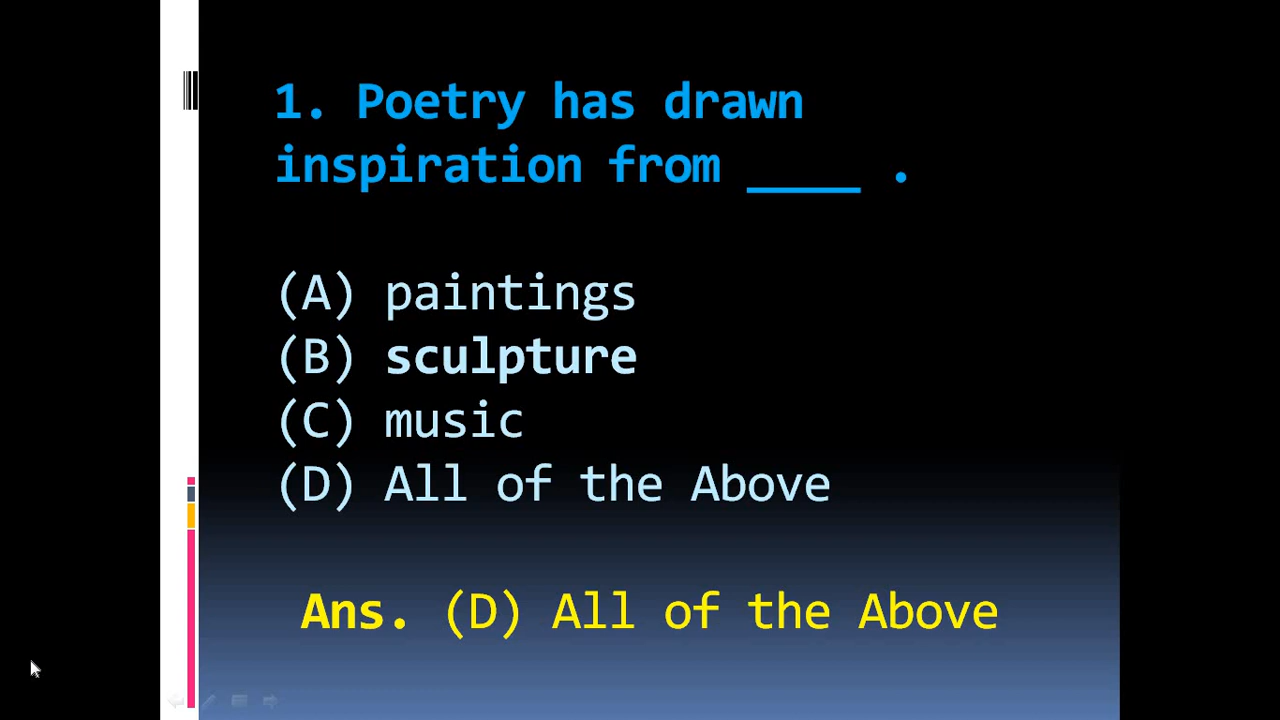 1. Poetry has drawn
inspiration from ____ .
(A) paintings
(B) sculpture
(C) music
(D) All of the Above
Ans. (D) All of the Above